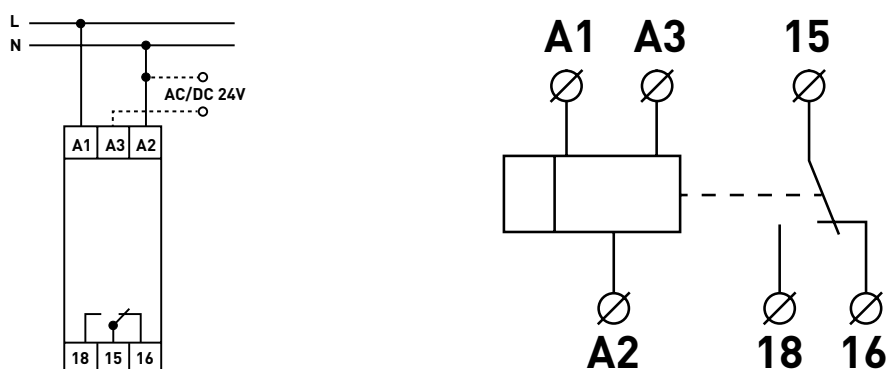 L
N
AC/DC 24V
A1 A3 A2
18 15 16
A1 A3 15
A2 18 16